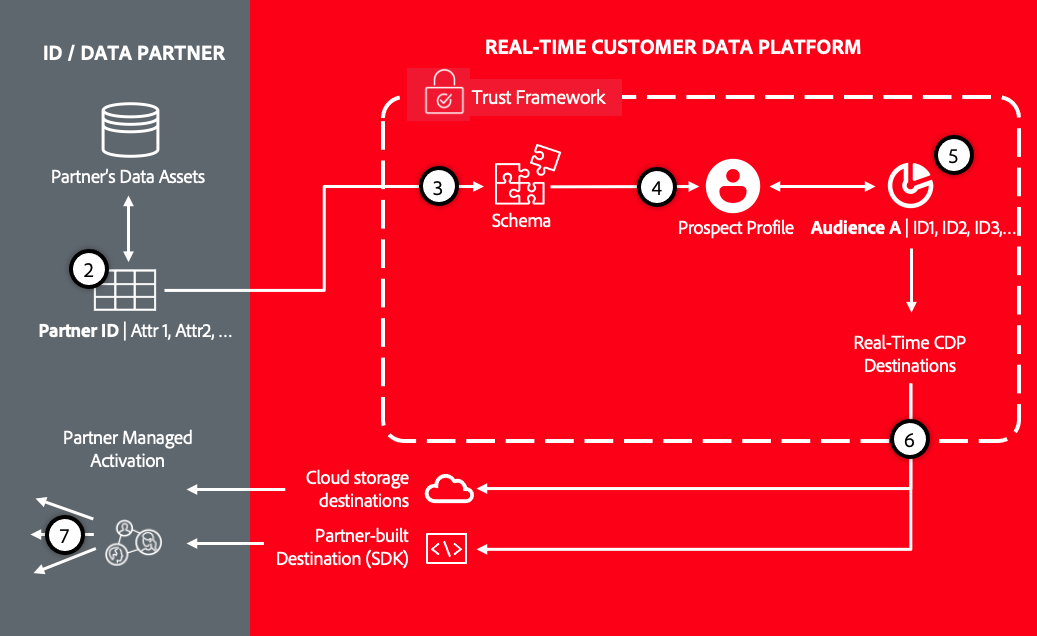 ID / DATA PARTNER
REAL-TIME CUSTOMER DATA PLATFORM
Trust Framework
Partner's Data Assets
2
Partner ID | Attr 1, Attr2, ...
3
Schema
4
Prospect Profile
5
Audience A | ID1, ID2, ID3,...
Real-Time CDP
Destinations
6
Partner Managed
Activation
Cloud storage
destinations
Partner-built
Destination (SDK)
</>
7